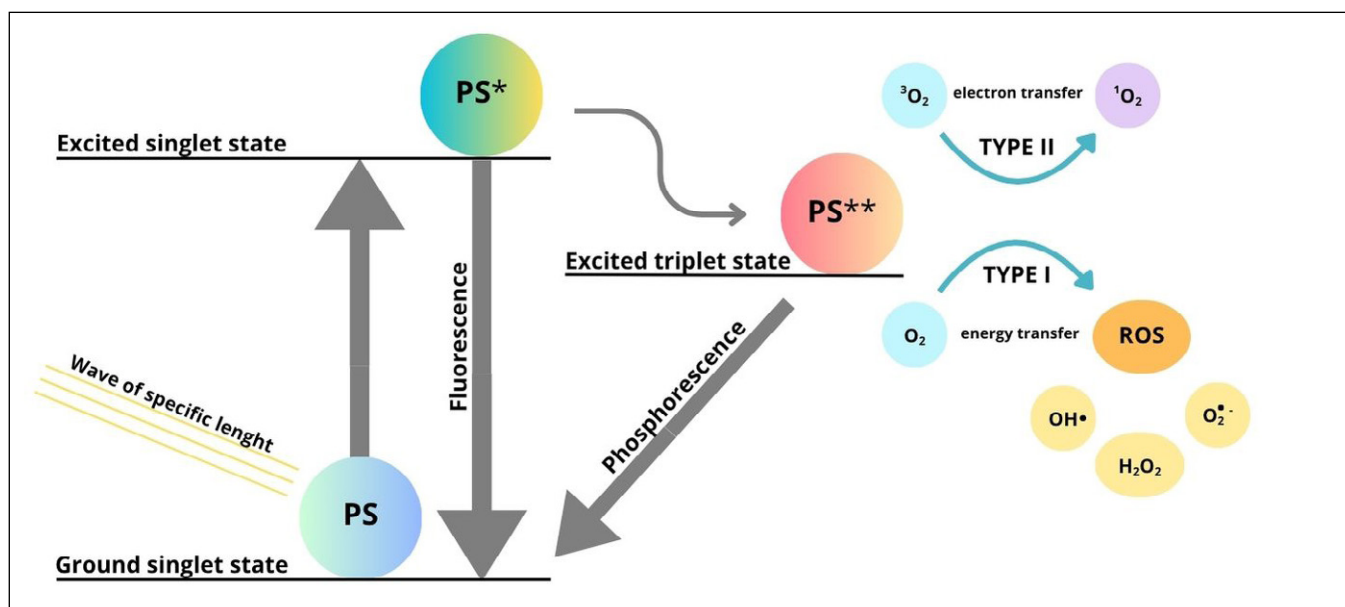 PS*
Excited singlet state
³O₂ electron transfer ¹O₂
TYPE II
PS**
Excited triplet state
TYPE I
O₂ energy transfer ROS
Fluorescence
Phosphorescence
Wave of specific lenght
OH•
O₂•-
H₂O₂
PS
Ground singlet state